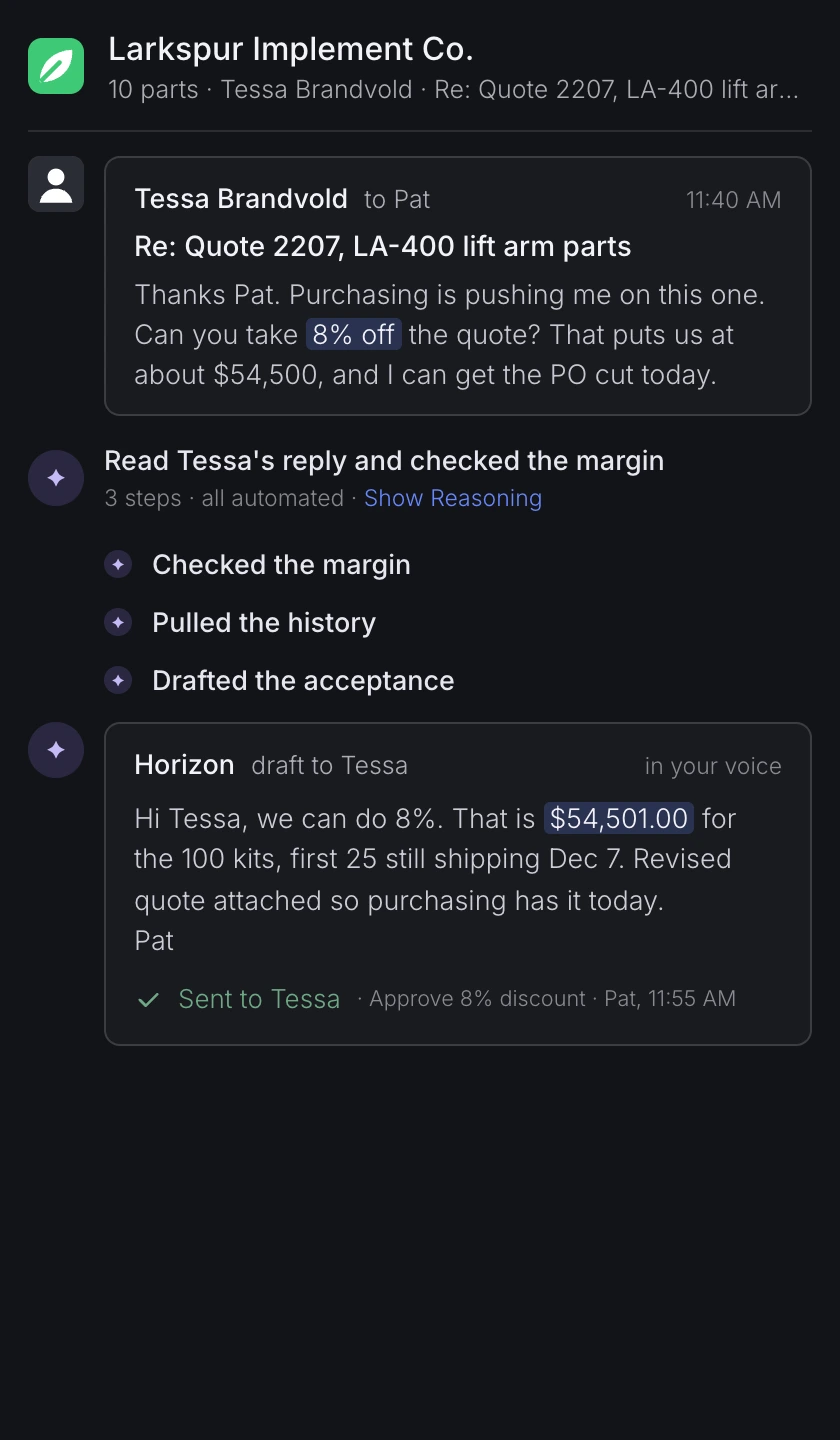 Larkspur Implement Co.
10 parts · Tessa Brandvold · Re: Quote 2207, LA-400 lift ar...
Tessa Brandvold to Pat 11:40 AM
Re: Quote 2207, LA-400 lift arm parts
Thanks Pat. Purchasing is pushing me on this one.
Can you take 8% off the quote? That puts us at
about $54,500, and I can get the PO cut today.
Read Tessa's reply and checked the margin
3 steps · all automated · Show Reasoning
Checked the margin
Pulled the history
Drafted the acceptance
Horizon draft to Tessa in your voice
Hi Tessa, we can do 8%. That is $54,501.00 for
the 100 kits, first 25 still shipping Dec 7. Revised
quote attached so purchasing has it today.
Pat
Sent to Tessa · Approve 8% discount · Pat, 11:55 AM